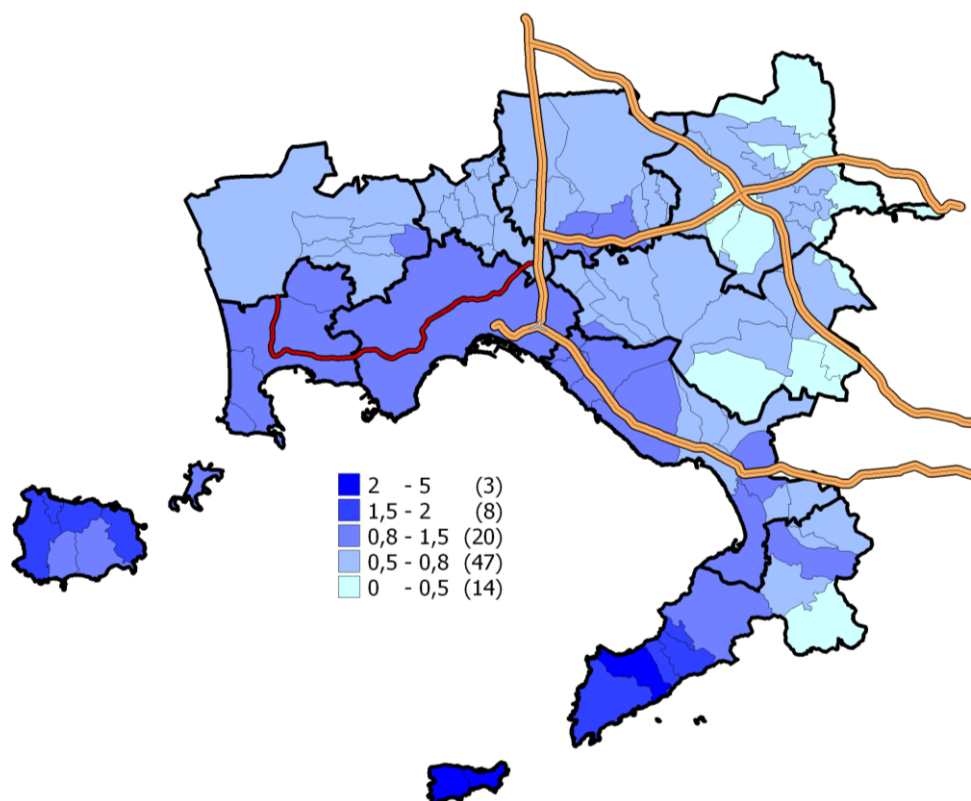 2 - 5 (3)
1,5 - 2 (8)
0,8 - 1,5 (20)
0,5 - 0,8 (47)
0 - 0,5 (14)